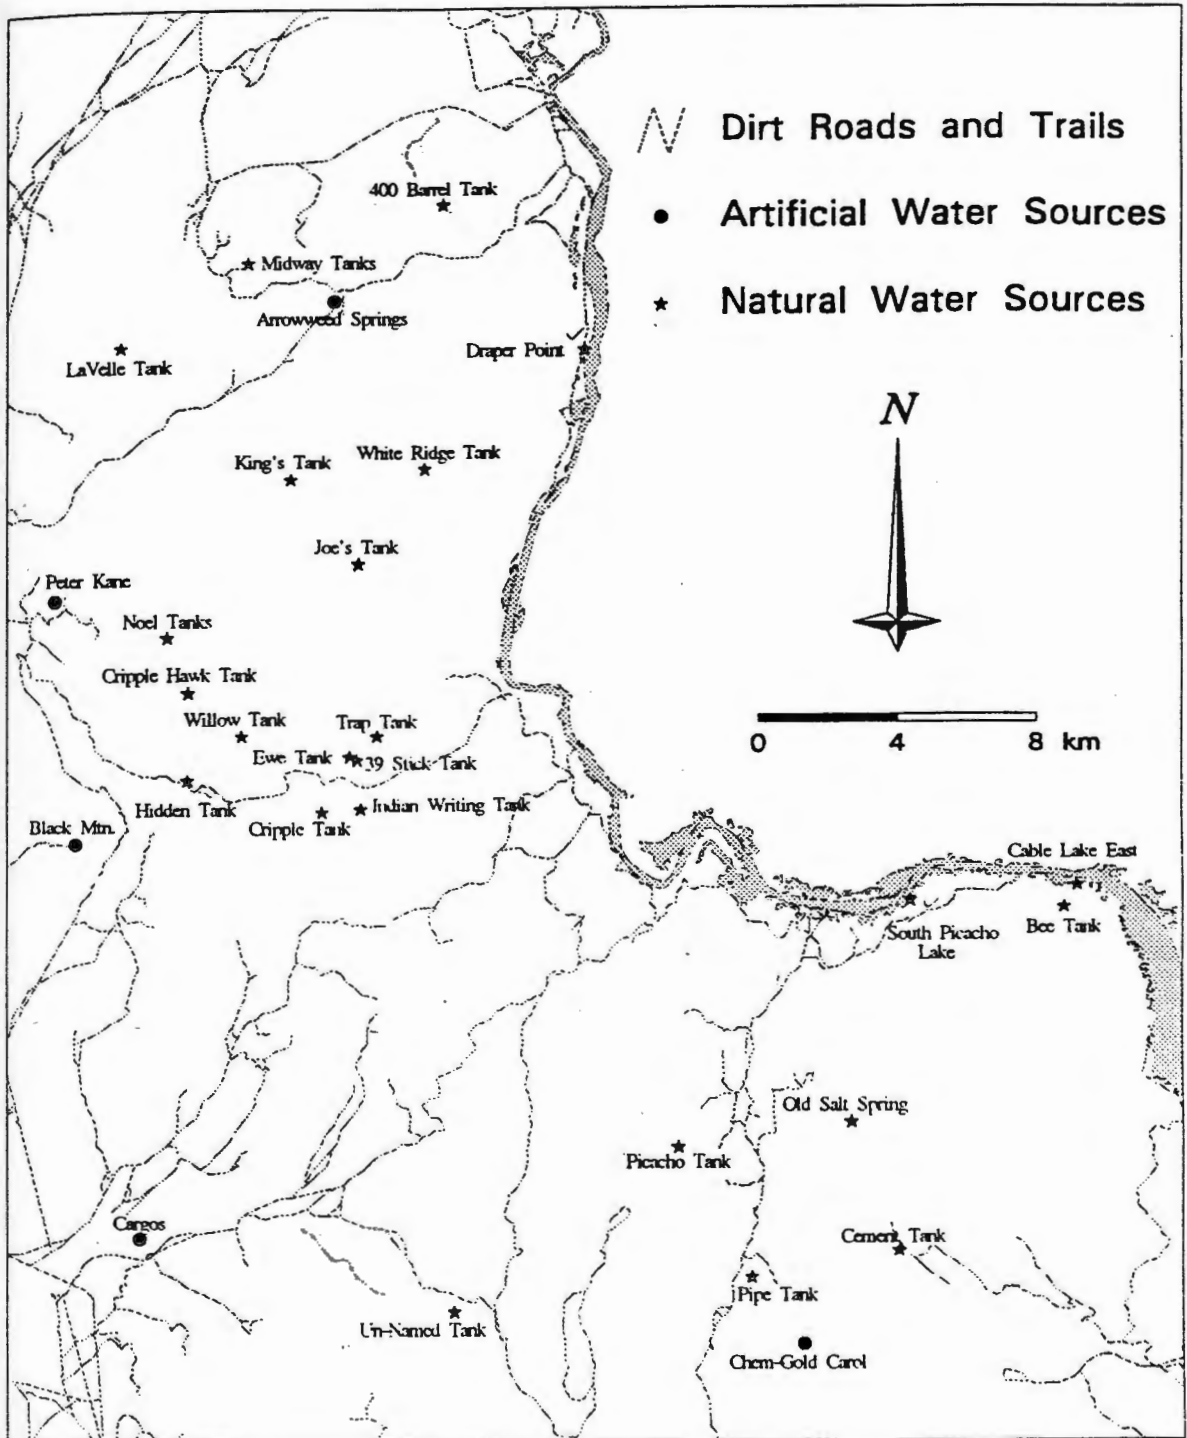 Dirt Roads and Trails
Artificial Water Sources
Natural Water Sources
400 Barrel Tank
Midway Tanks
Arrowweed Springs
LaVelle Tank
Draper Point
N
King's Tank
White Ridge Tank
Joe's Tank
Peter Kane
Noel Tanks
Cripple Hawk Tank
Willow Tank
Trap Tank
Ewe Tank
39 Stick Tank
0 4 8 km
Hidden Tank
Cripple Tank
Indian Writing Tank
Black Mtn.
Cable Lake East
Bee Tank
South Picacho
Lake
Old Salt Spring
Picacho Tank
Cargos
Cement Tank
Pipe Tank
Un-Named Tank
Chem-Gold Carol